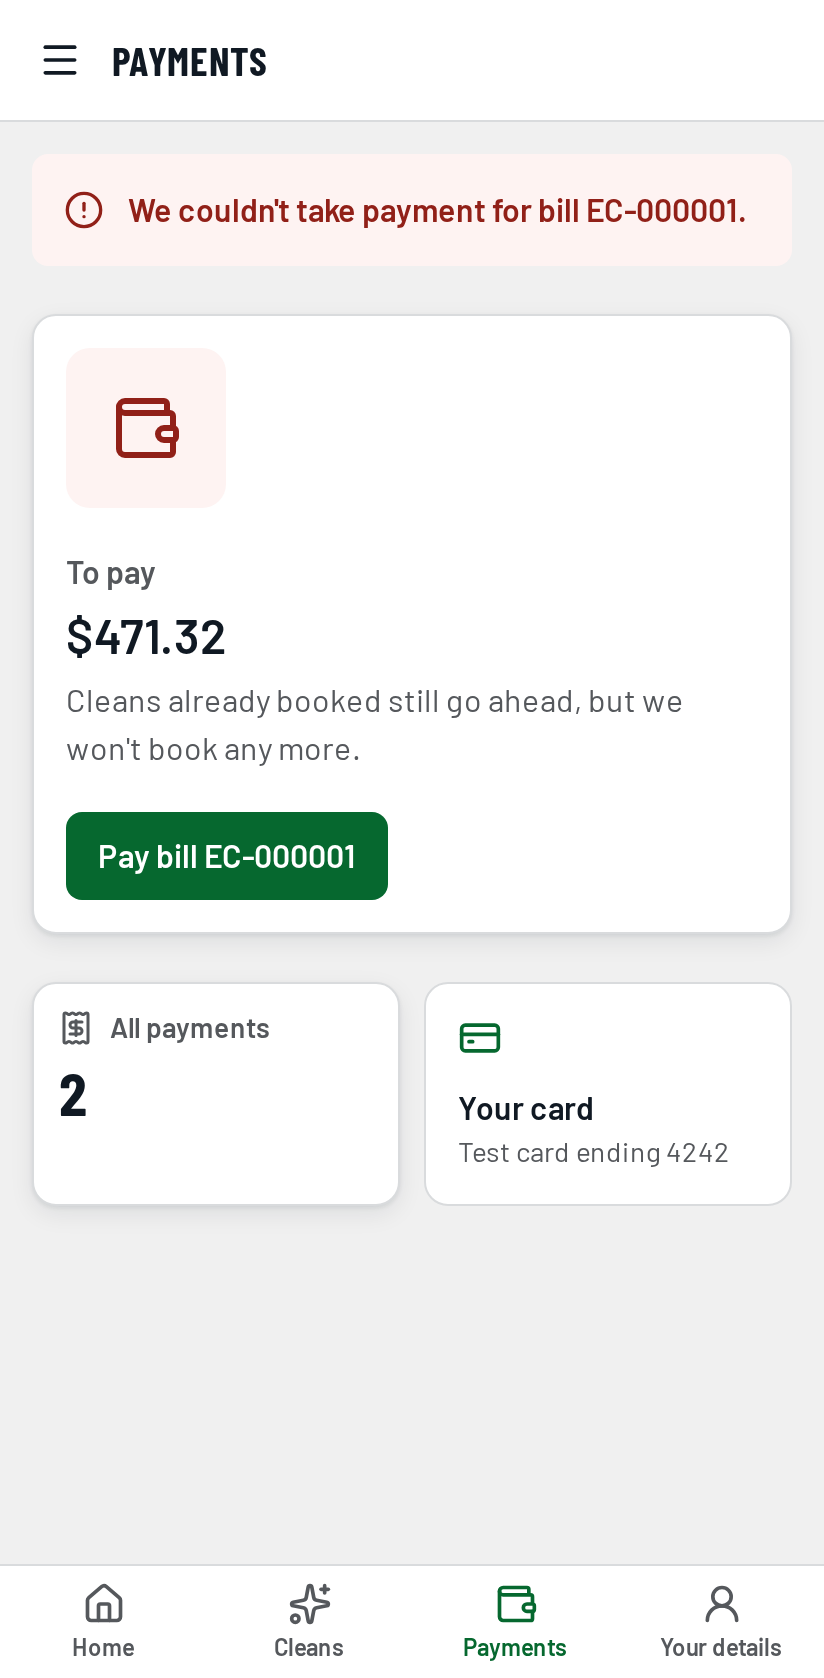 PAYMENTS
We couldn't take payment for bill EC-000001.
To pay
$471.32
Cleans already booked still go ahead, but we
won't book any more.
Pay bill EC-000001
All payments
2
Your card
Test card ending 4242
Home
Cleans
Payments
Your details